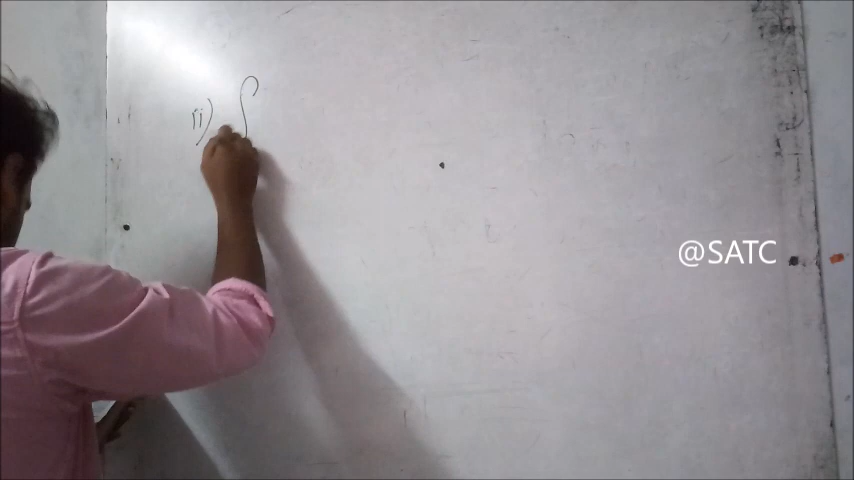 ii) ∫
@SATC